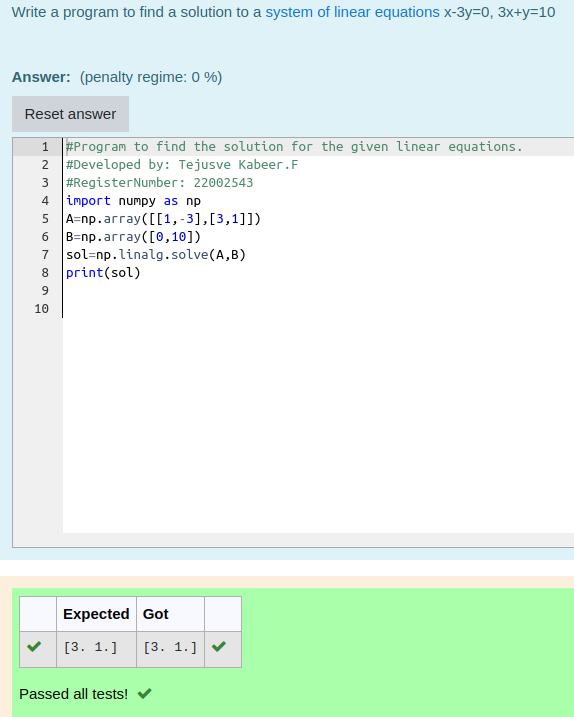 Write a program to find a solution to a system of linear equations x-3y=0, 3x+y=10
Answer: (penalty regime: 0 %)
Reset answer
1 #Program to find the solution for the given linear equations.
2 #Developed by: Tejusve Kabeer.F
3 #RegisterNumber: 22002543
4 import numpy as np
5 A=np.array([[1,-3],[3,1]])
6 B=np.array([0,10])
7 sol=np.linalg.solve(A,B)
8 print(sol)
9
10
Expected Got
[3. 1.] [3. 1.]
Passed all tests!